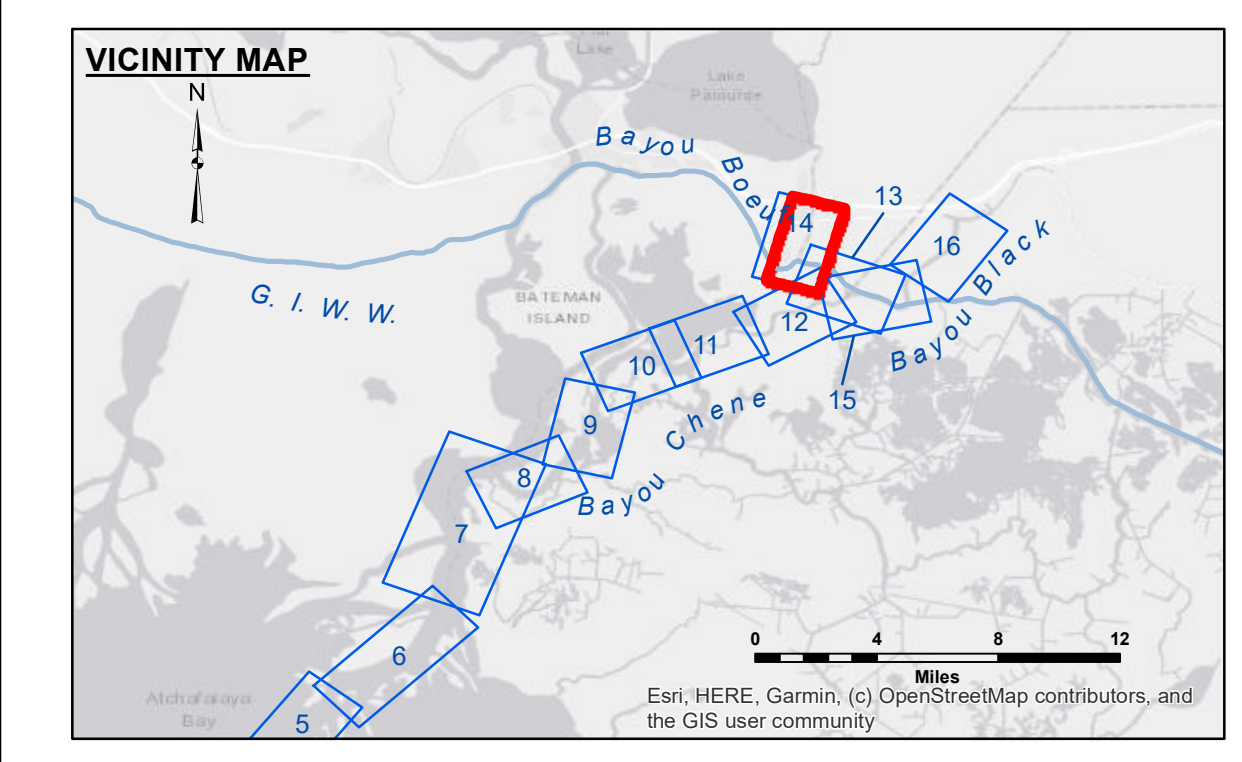 VICINITY MAP
N
Lake
Lake
Palourde
Bayou
Boeuf
13
14
16
Bayou Black
G. I. W. W.
BATEMAN
ISLAND
12
11
10
15
9
Bayou Chene
8
7
6
5
Atchafalaya
Bay
0 4 8 12
Miles
Esri, HERE, Garmin, (c) OpenStreetMap contributors, and
the GIS user community